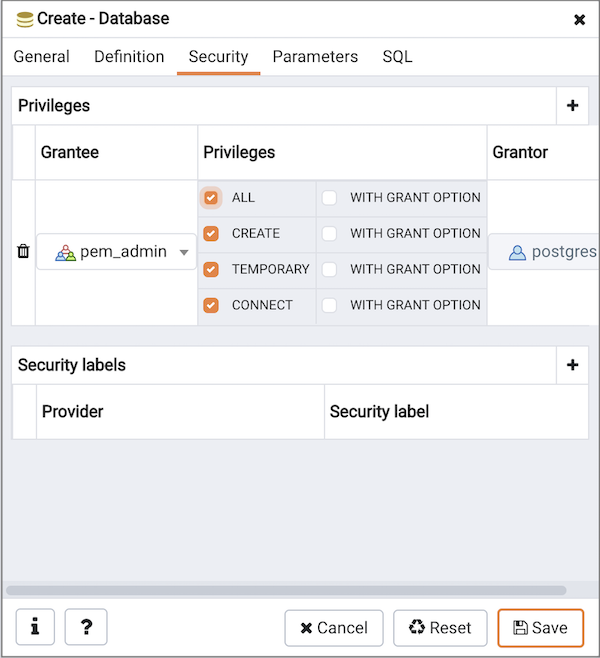 Create - Database
General Definition Security Parameters SQL
Privileges
Grantee Privileges Grantor
ALL WITH GRANT OPTION
CREATE WITH GRANT OPTION
pem_admin postgres
TEMPORARY WITH GRANT OPTION
CONNECT WITH GRANT OPTION
Security labels
Provider Security label
i ? Cancel Reset Save